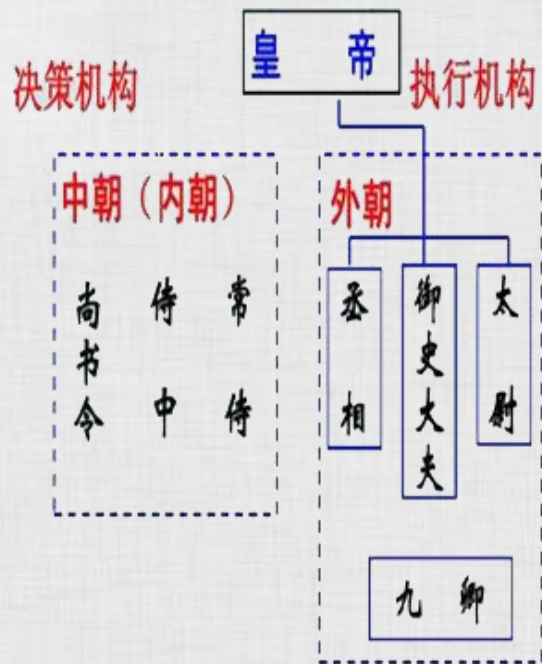 皇 帝
决策机构
执行机构
中朝（内朝）
尚书令
侍中
常侍
外朝
丞相
御史大夫
太尉
九卿